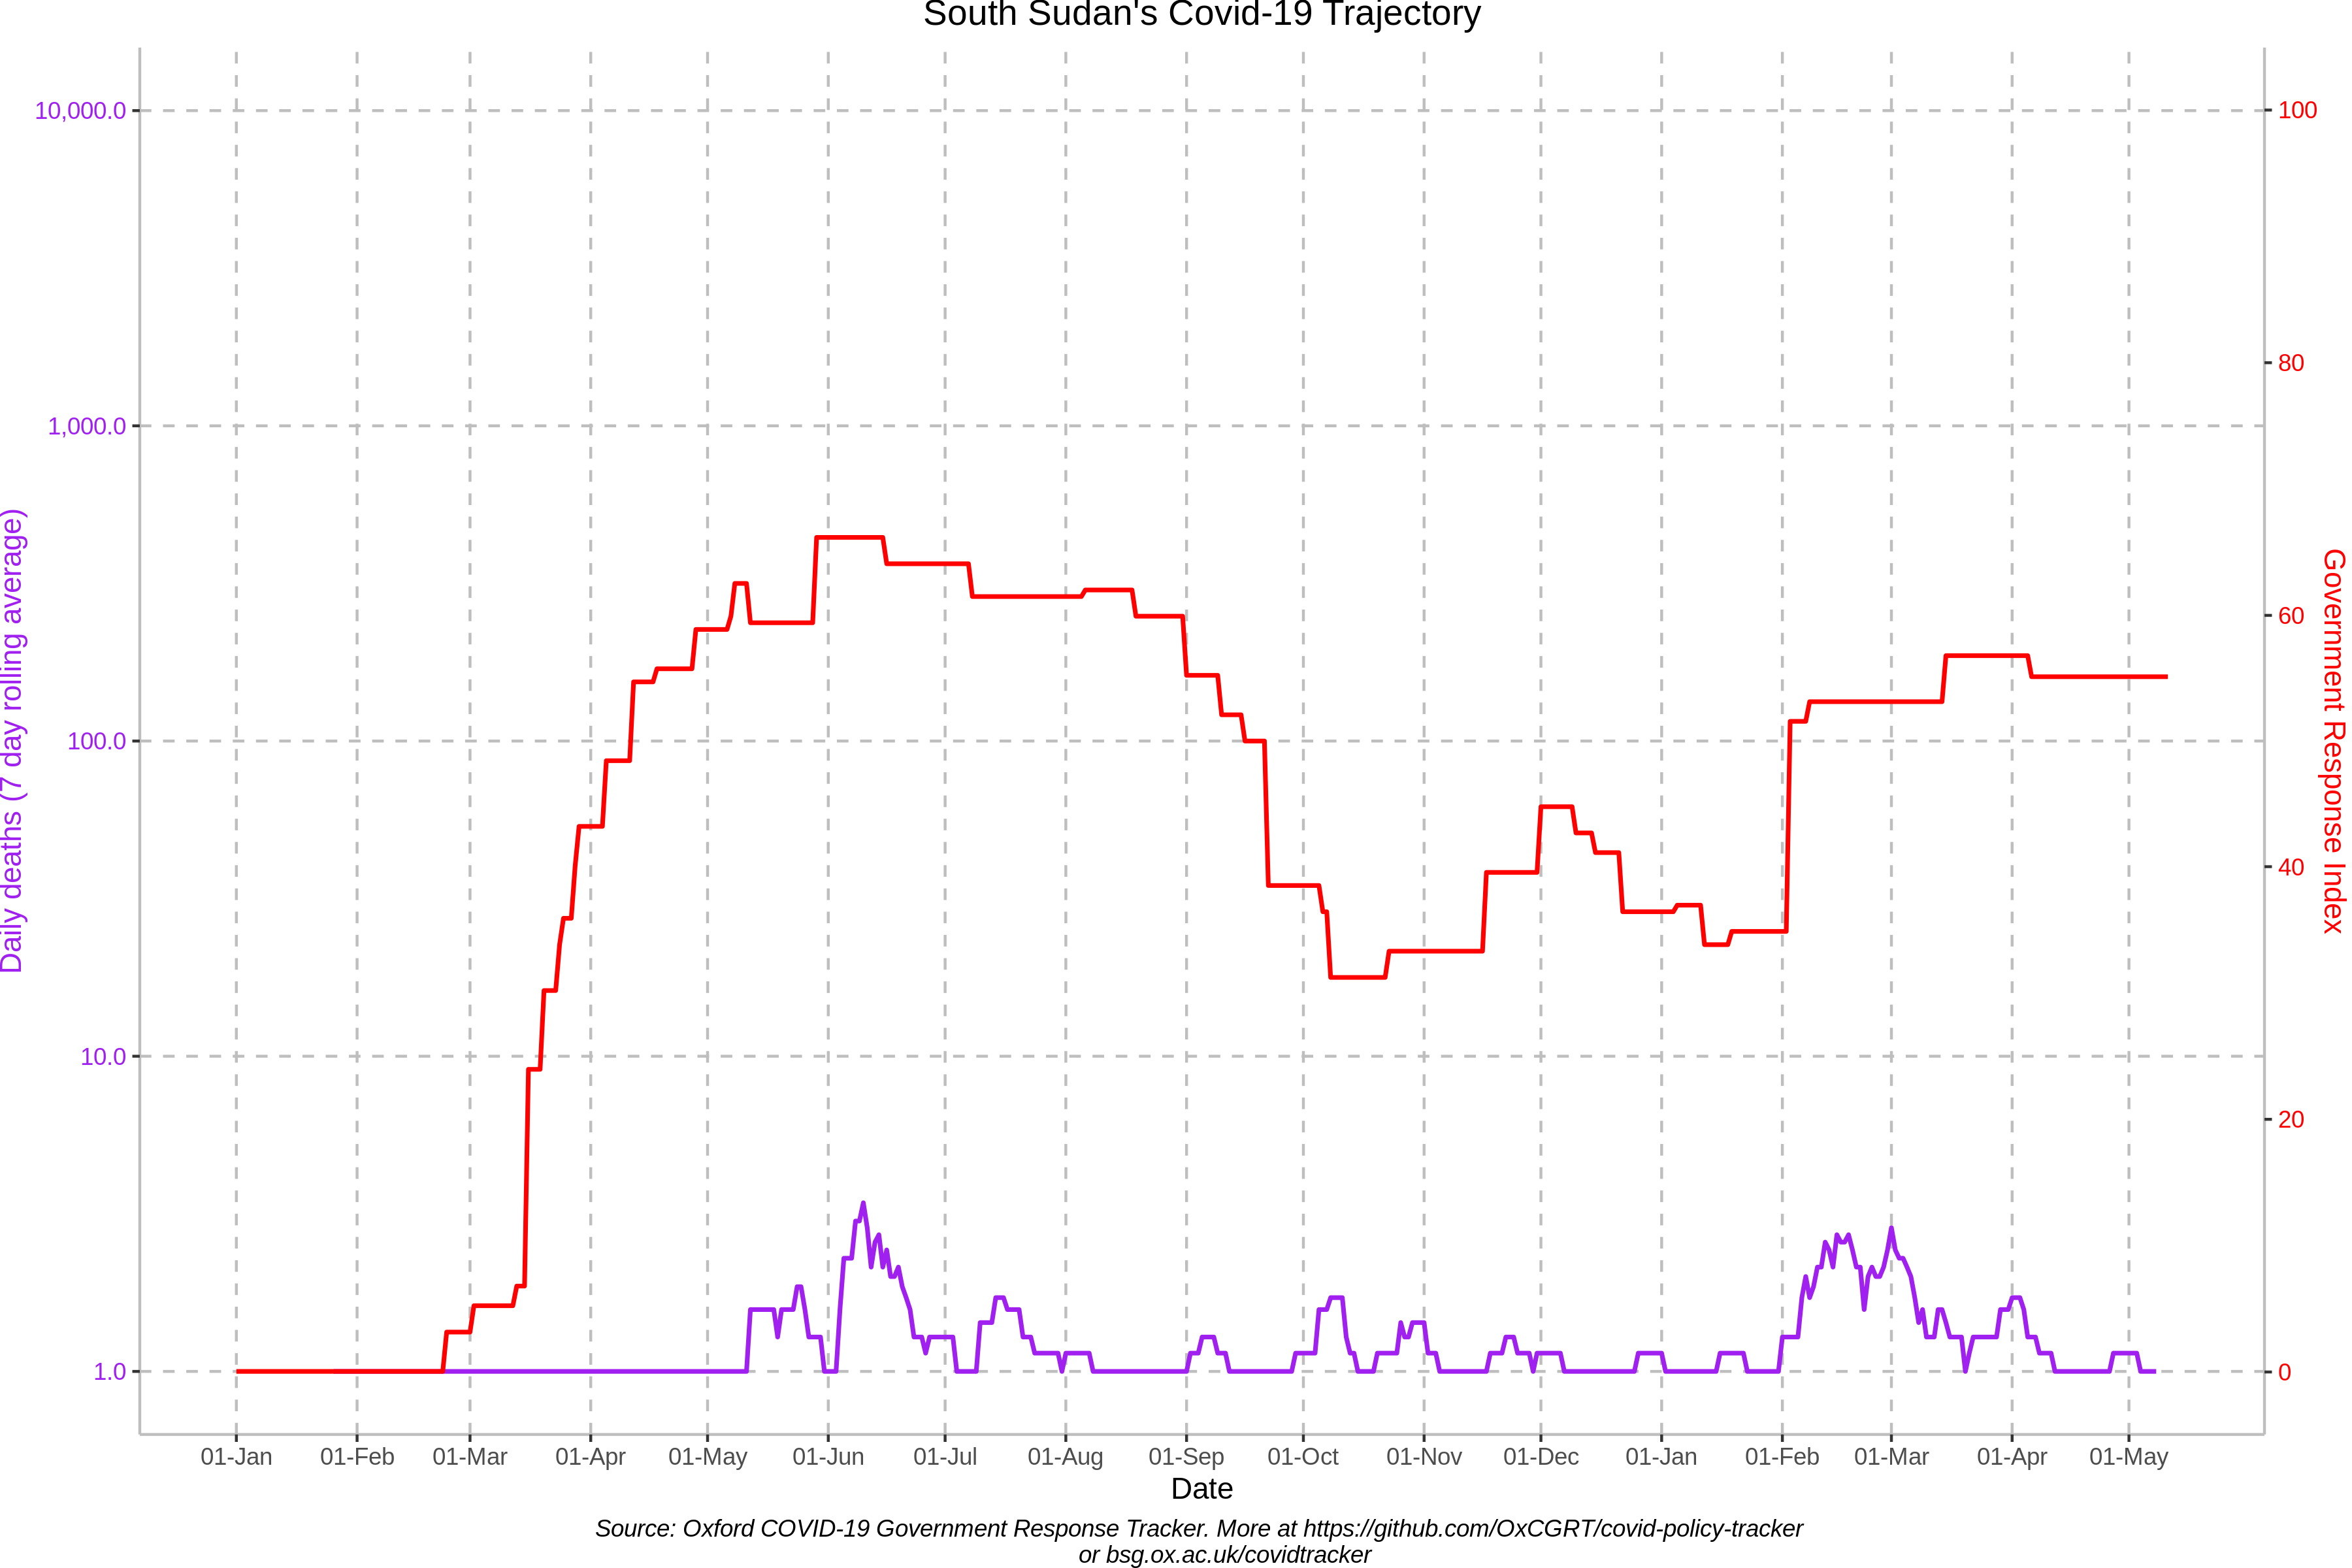 South Sudan's Covid-19 Trajectory
10,000.0
1,000.0
100.0
10.0
1.0
Daily deaths (7 day rolling average)
100
80
60
40
20
0
Government Response Index
01-Jan 01-Feb 01-Mar 01-Apr 01-May 01-Jun 01-Jul 01-Aug 01-Sep 01-Oct 01-Nov 01-Dec 01-Jan 01-Feb 01-Mar 01-Apr 01-May
Date
Source: Oxford COVID-19 Government Response Tracker. More at https://github.com/OxCGRT/covid-policy-tracker
or bsg.ox.ac.uk/covidtracker